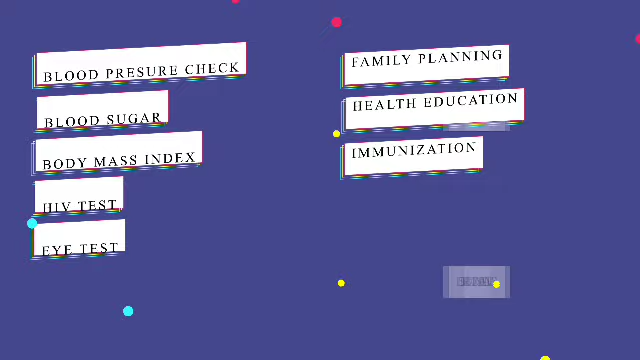 BLOOD PRESURE CHECK
BLOOD SUGAR
BODY MASS INDEX
HIV TEST
EYE TEST
FAMILY PLANNING
HEALTH EDUCATION
IMMUNIZATION